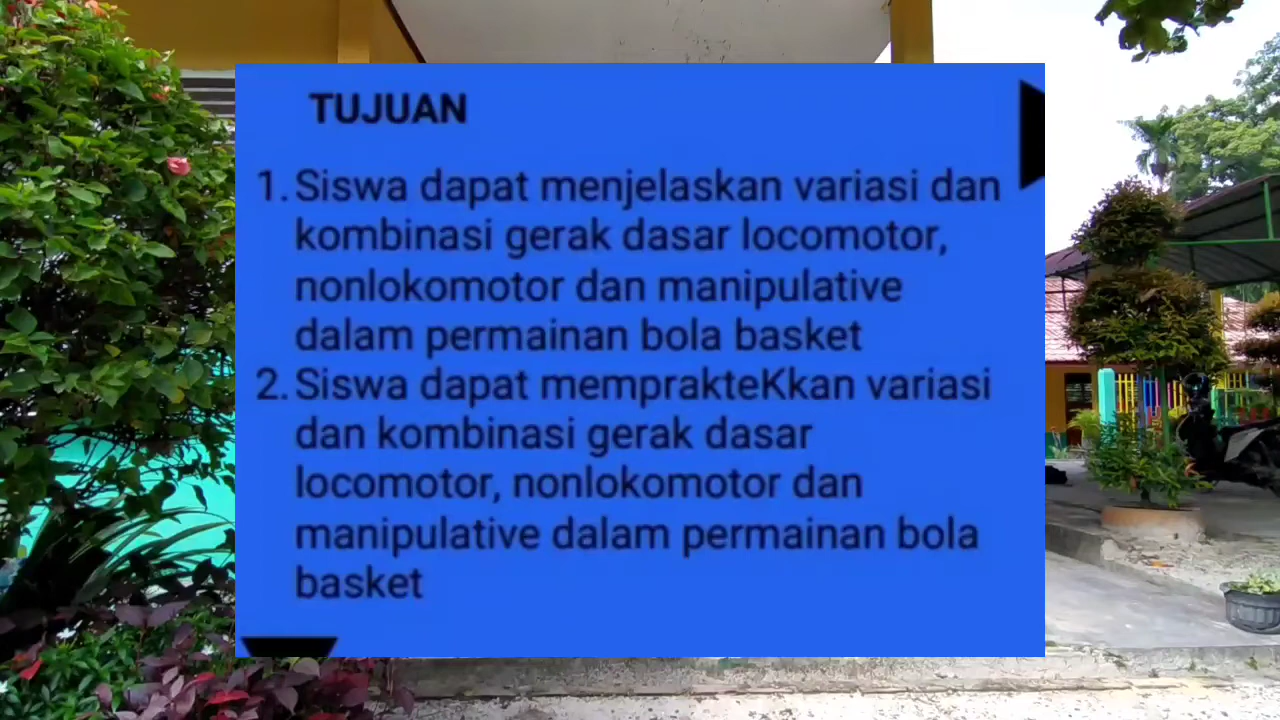 TUJUAN
1. Siswa dapat menjelaskan variasi dan
kombinasi gerak dasar locomotor,
nonlokomotor dan manipulative
dalam permainan bola basket
2. Siswa dapat memprakteKkan variasi
dan kombinasi gerak dasar
locomotor, nonlokomotor dan
manipulative dalam permainan bola
basket